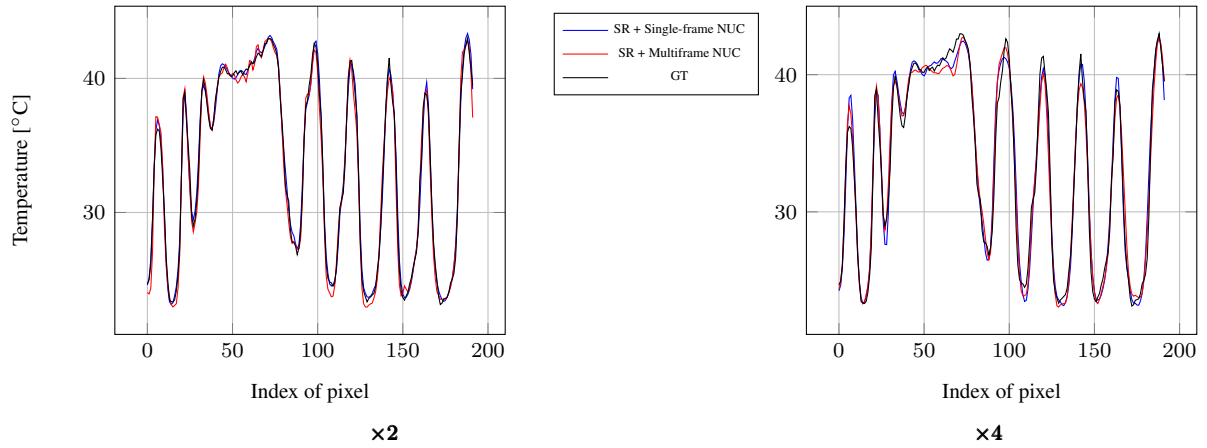 SR + Single-frame NUC
SR + Multiframe NUC
GT
Temperature [°C]
40
30
0 50 100 150 200
Index of pixel
×2
40
30
0 50 100 150 200
Index of pixel
×4